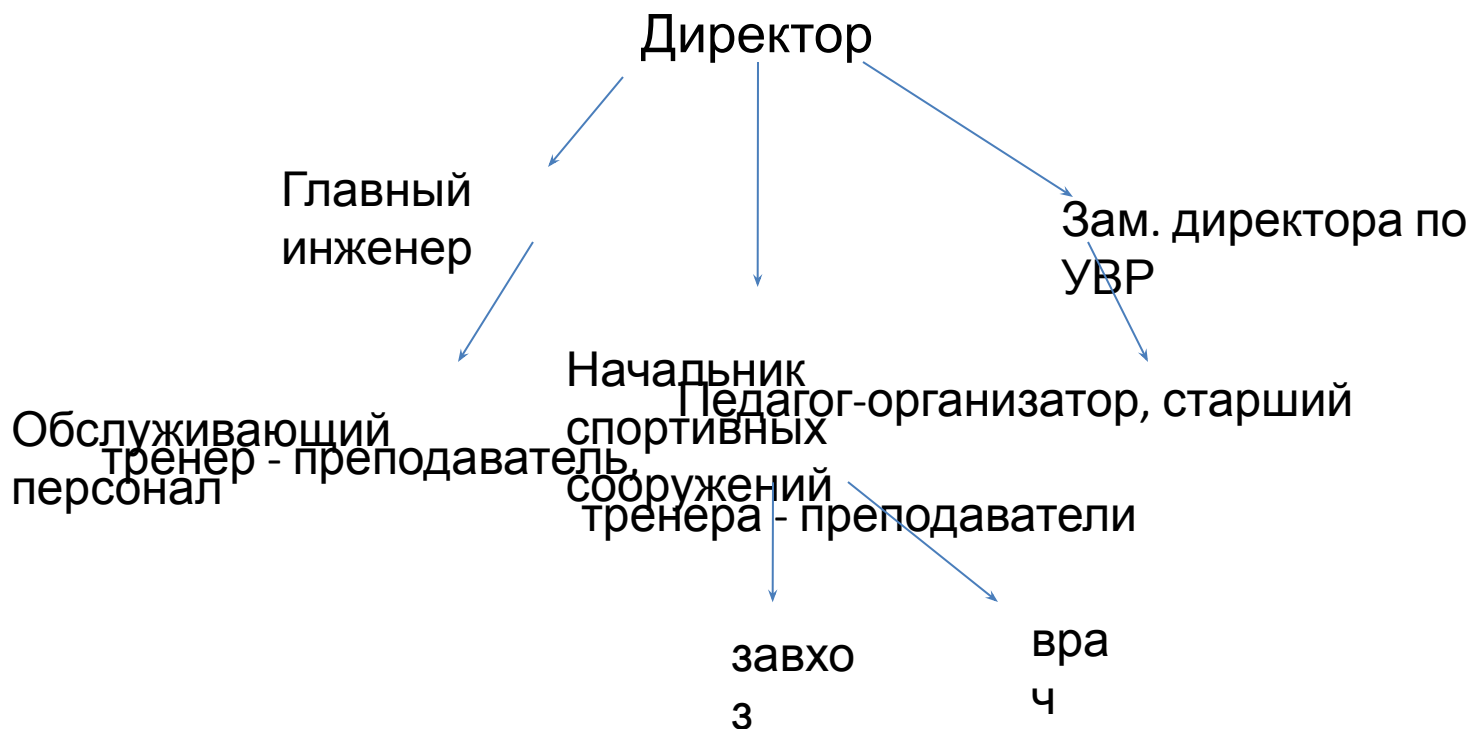 Директор
Главный
инженер
Зам. директора по
УВР
Начальник
спортивных
сооружений
Педагог-организатор, старший
тренер - преподаватель,
тренера - преподаватели
Обслуживающий
персонал
завхо
з
вра
ч